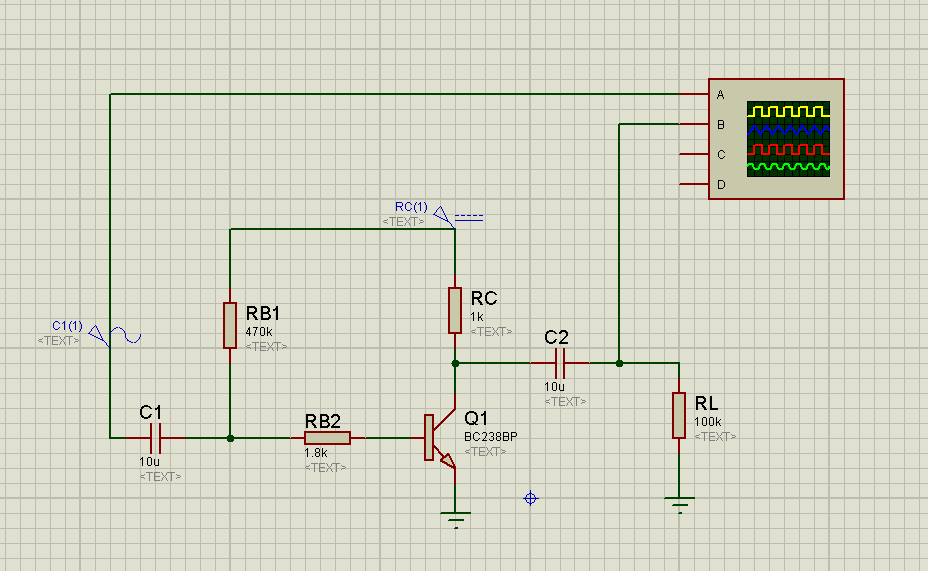 A
B
C
D
RC(1)
<TEXT>
RC
1k
<TEXT>
RB1
470k
<TEXT>
C1(1)
<TEXT>
C2
10u
<TEXT>
C1
10u
<TEXT>
RB2
1.8k
<TEXT>
Q1
BC238BP
<TEXT>
RL
100k
<TEXT>